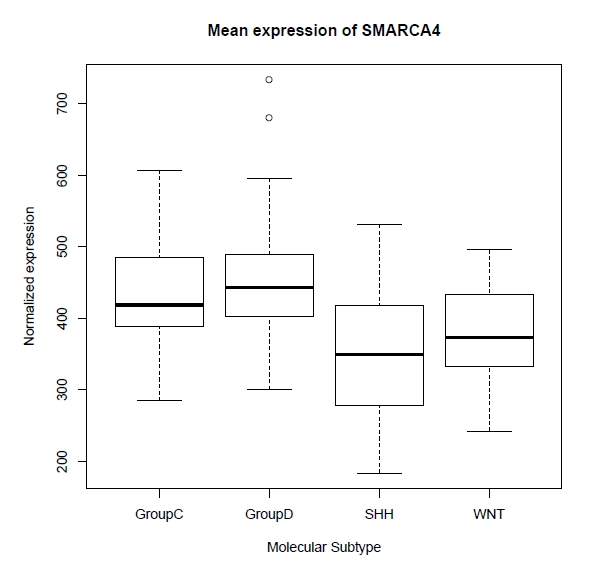 Mean expression of SMARCA4
Normalized expression
700
600
500
400
300
200
GroupC GroupD SHH WNT
Molecular Subtype